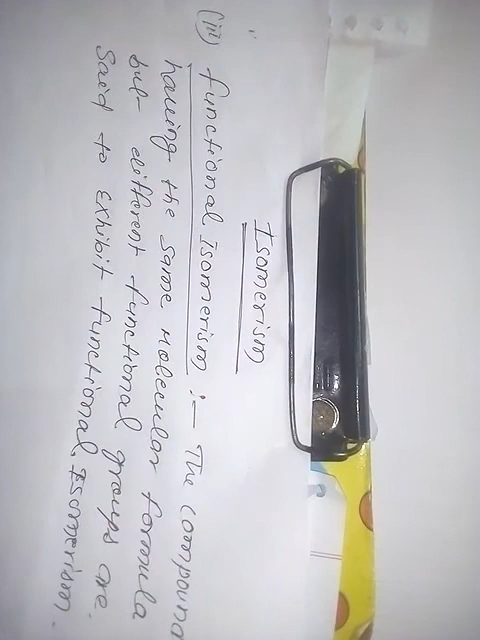 Isomerism
(iii) functional Isomerism :- The compound
having the same molecular formula
but different functional groups are
said to exhibit functional Isomerism.